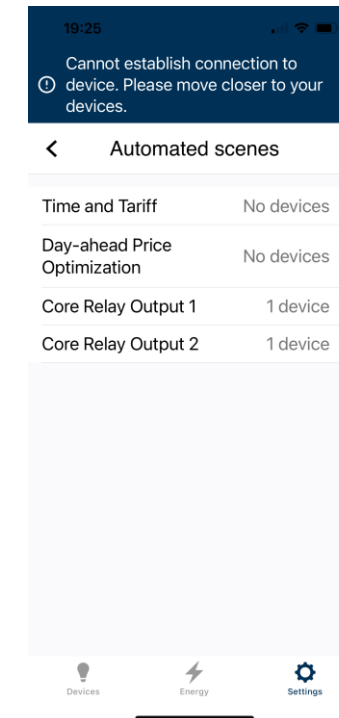 19:25
Cannot establish connection to
device. Please move closer to your
devices.
Automated scenes
Time and Tariff No devices
Day-ahead Price
Optimization No devices
Core Relay Output 1 1 device
Core Relay Output 2 1 device
Devices Energy Settings